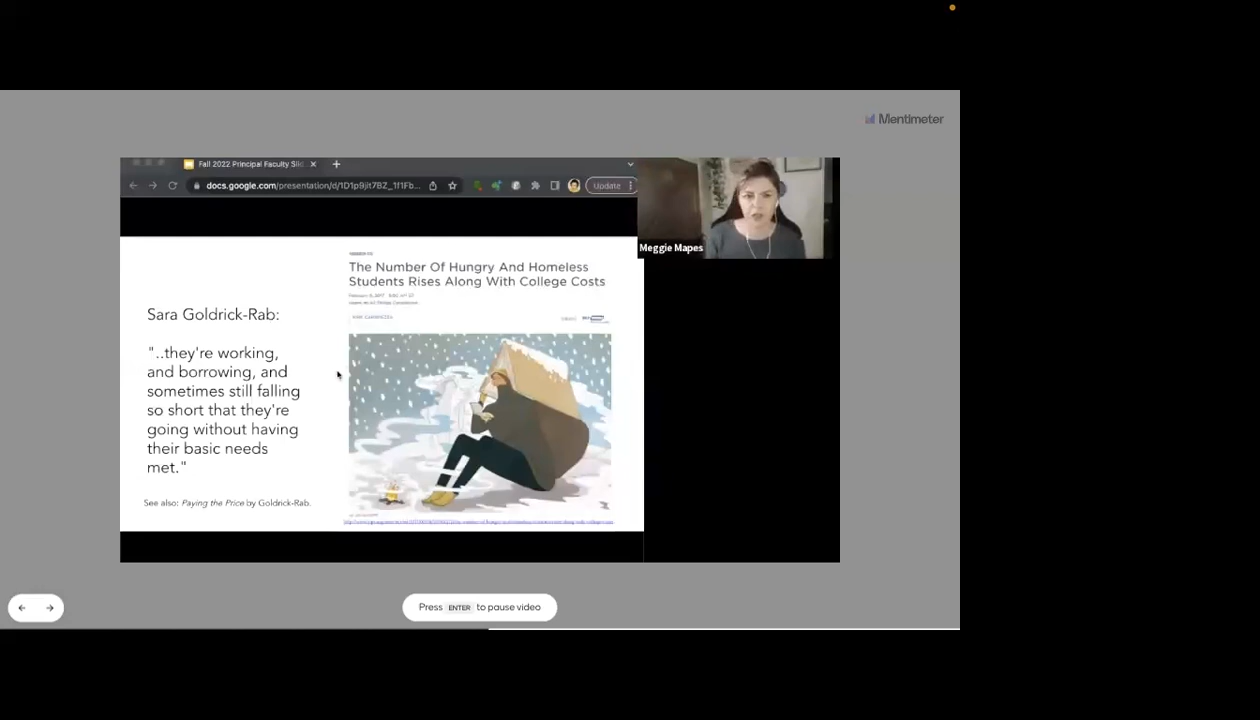 Mentimeter
Fall 2022 Principal Faculty Slid
docs.google.com/presentation/d/1D1p9jit7BZ_1f1Fb...
Update
Meggie Mapes
The Number Of Hungry And Homeless
Students Rises Along With College Costs
Sara Goldrick-Rab:
"..they're working,
and borrowing, and
sometimes still falling
so short that they're
going without having
their basic needs
met."
See also: Paying the Price by Goldrick-Rab.
Press ENTER to pause video